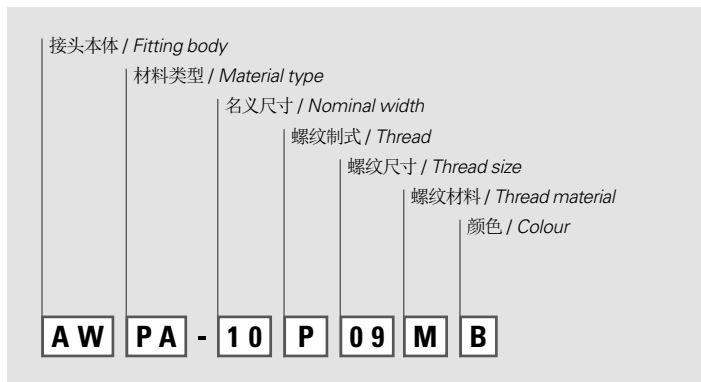 接头本体 / Fitting body
材料类型 / Material type
名义尺寸 / Nominal width
螺纹制式 / Thread
螺纹尺寸 / Thread size
螺纹材料 / Thread material
颜色 / Colour
AW PA - 10 P 09 M B